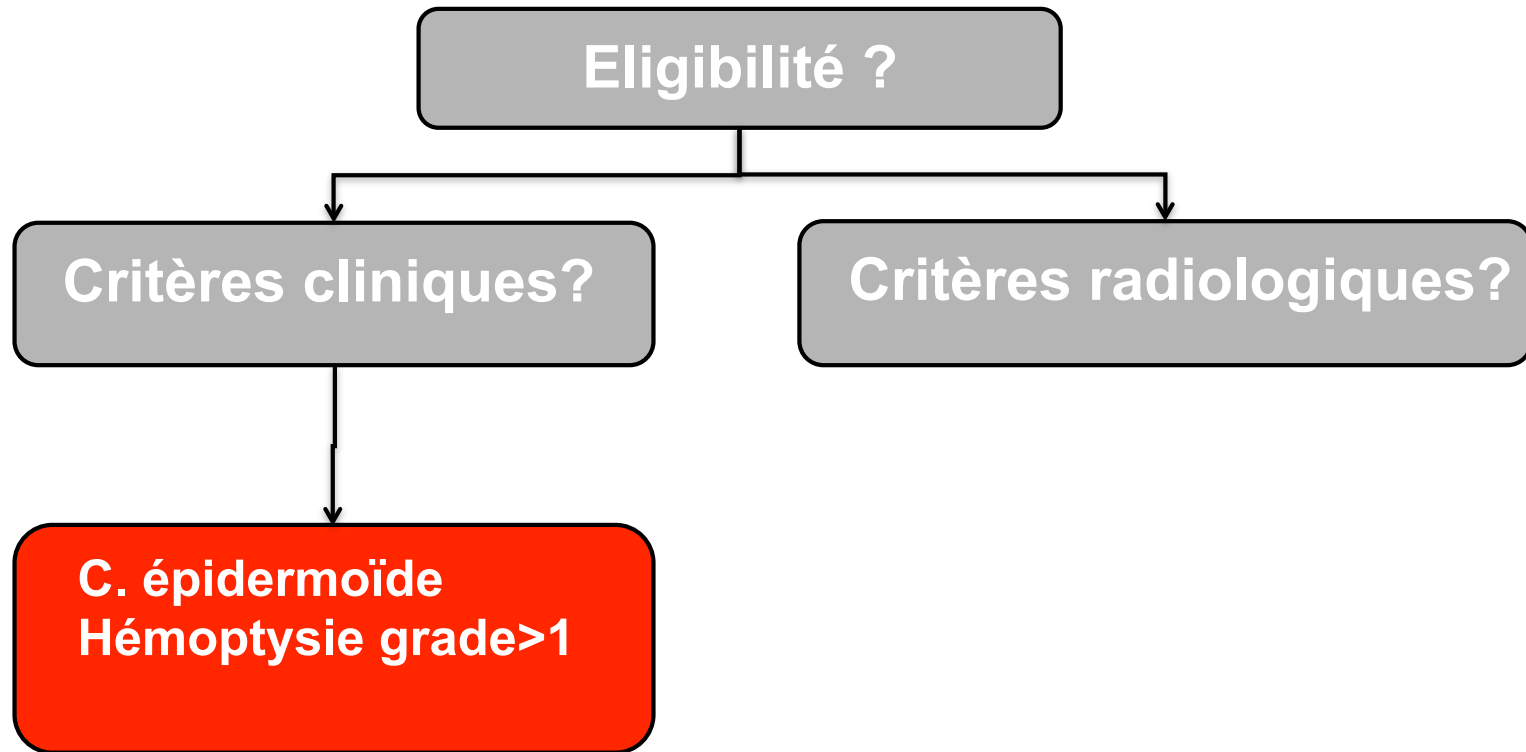 Eligibilité ?
Critères cliniques?
Critères radiologiques?
C. épidermoïde
Hémoptysie grade>1